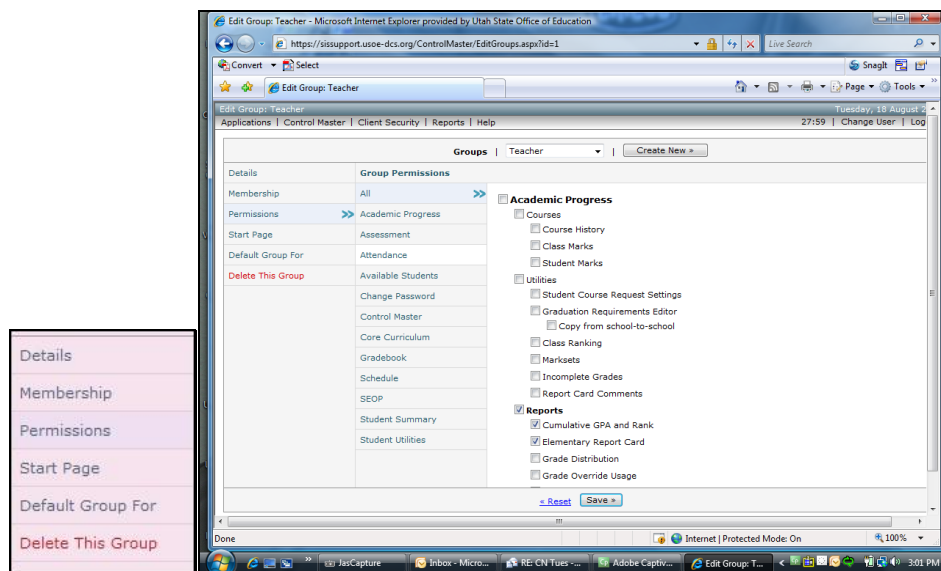 Edit Group: Teacher - Microsoft Internet Explorer provided by Utah State Office of Education
https://sissupport.usoe-dcs.org/ControlMaster/EditGroups.aspx?id=1
Live Search
Convert Select
SnagIt
Edit Group: Teacher
Page Tools
Edit Group: Teacher Tuesday, 18 August 2
Applications | Control Master | Client Security | Reports | Help 27:59 | Change User | Log
Groups | Teacher | Create New »
Details
Membership
Permissions
Start Page
Default Group For
Delete This Group
Group Permissions
All
Academic Progress
Assessment
Attendance
Available Students
Change Password
Control Master
Core Curriculum
Gradebook
Schedule
SEOP
Student Summary
Student Utilities
Academic Progress
Courses
Course History
Class Marks
Student Marks
Utilities
Student Course Request Settings
Graduation Requirements Editor
Copy from school-to-school
Class Ranking
Marksets
Incomplete Grades
Report Card Comments
Reports
Cumulative GPA and Rank
Elementary Report Card
Grade Distribution
Grade Override Usage
« Reset Save »
Done Internet | Protected Mode: On 100%
JasCapture Inbox - Micro... RE: CN Tues -... Adobe Captiv... Edit Group: T... 3:01 PM
Details
Membership
Permissions
Start Page
Default Group For
Delete This Group